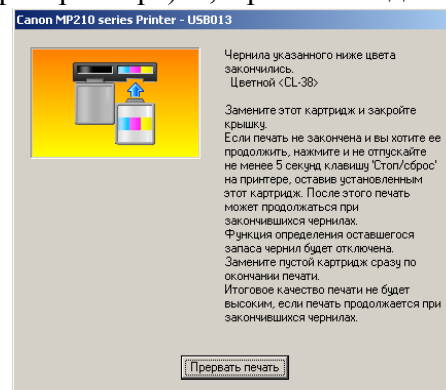 Canon MP210 series Printer - USB013
Чернила указанного ниже цвета
закончились.
Цветной <CL-38>
Замените этот картридж и закройте
крышку.
Если печать не закончена и вы хотите ее
продолжить, нажмите и не отпускайте
не менее 5 секунд клавишу 'Стоп/сброс'
на принтере, оставив установленным
этот картридж. После этого печать
может продолжаться при
закончившихся чернилах.
Функция определения оставшегося
запаса чернил будет отключена.
Замените пустой картридж сразу по
окончании печати.
Итоговое качество печати не будет
высоким, если печать продолжается при
закончившихся чернилах.
Прервать печать